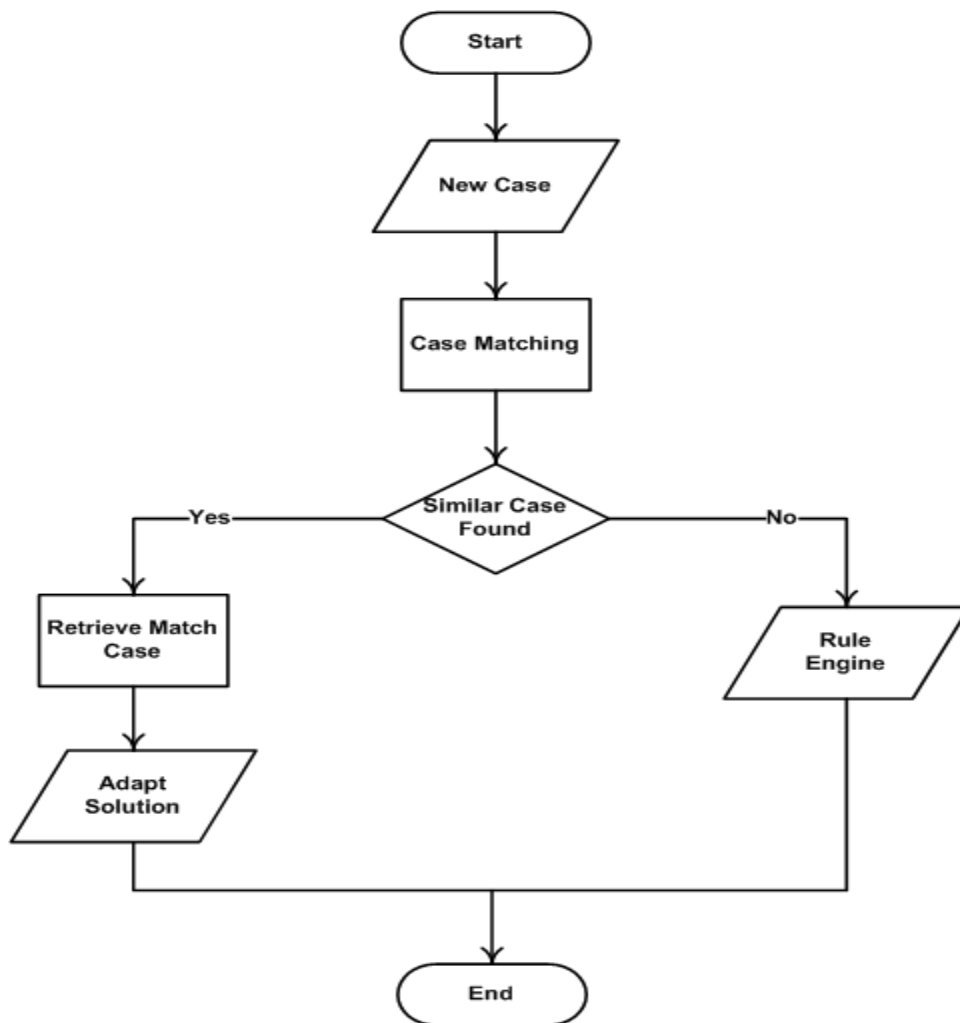 Start
New Case
Case Matching
Similar Case
Found
Yes
No
Retrieve Match
Case
Rule
Engine
Adapt
Solution
End